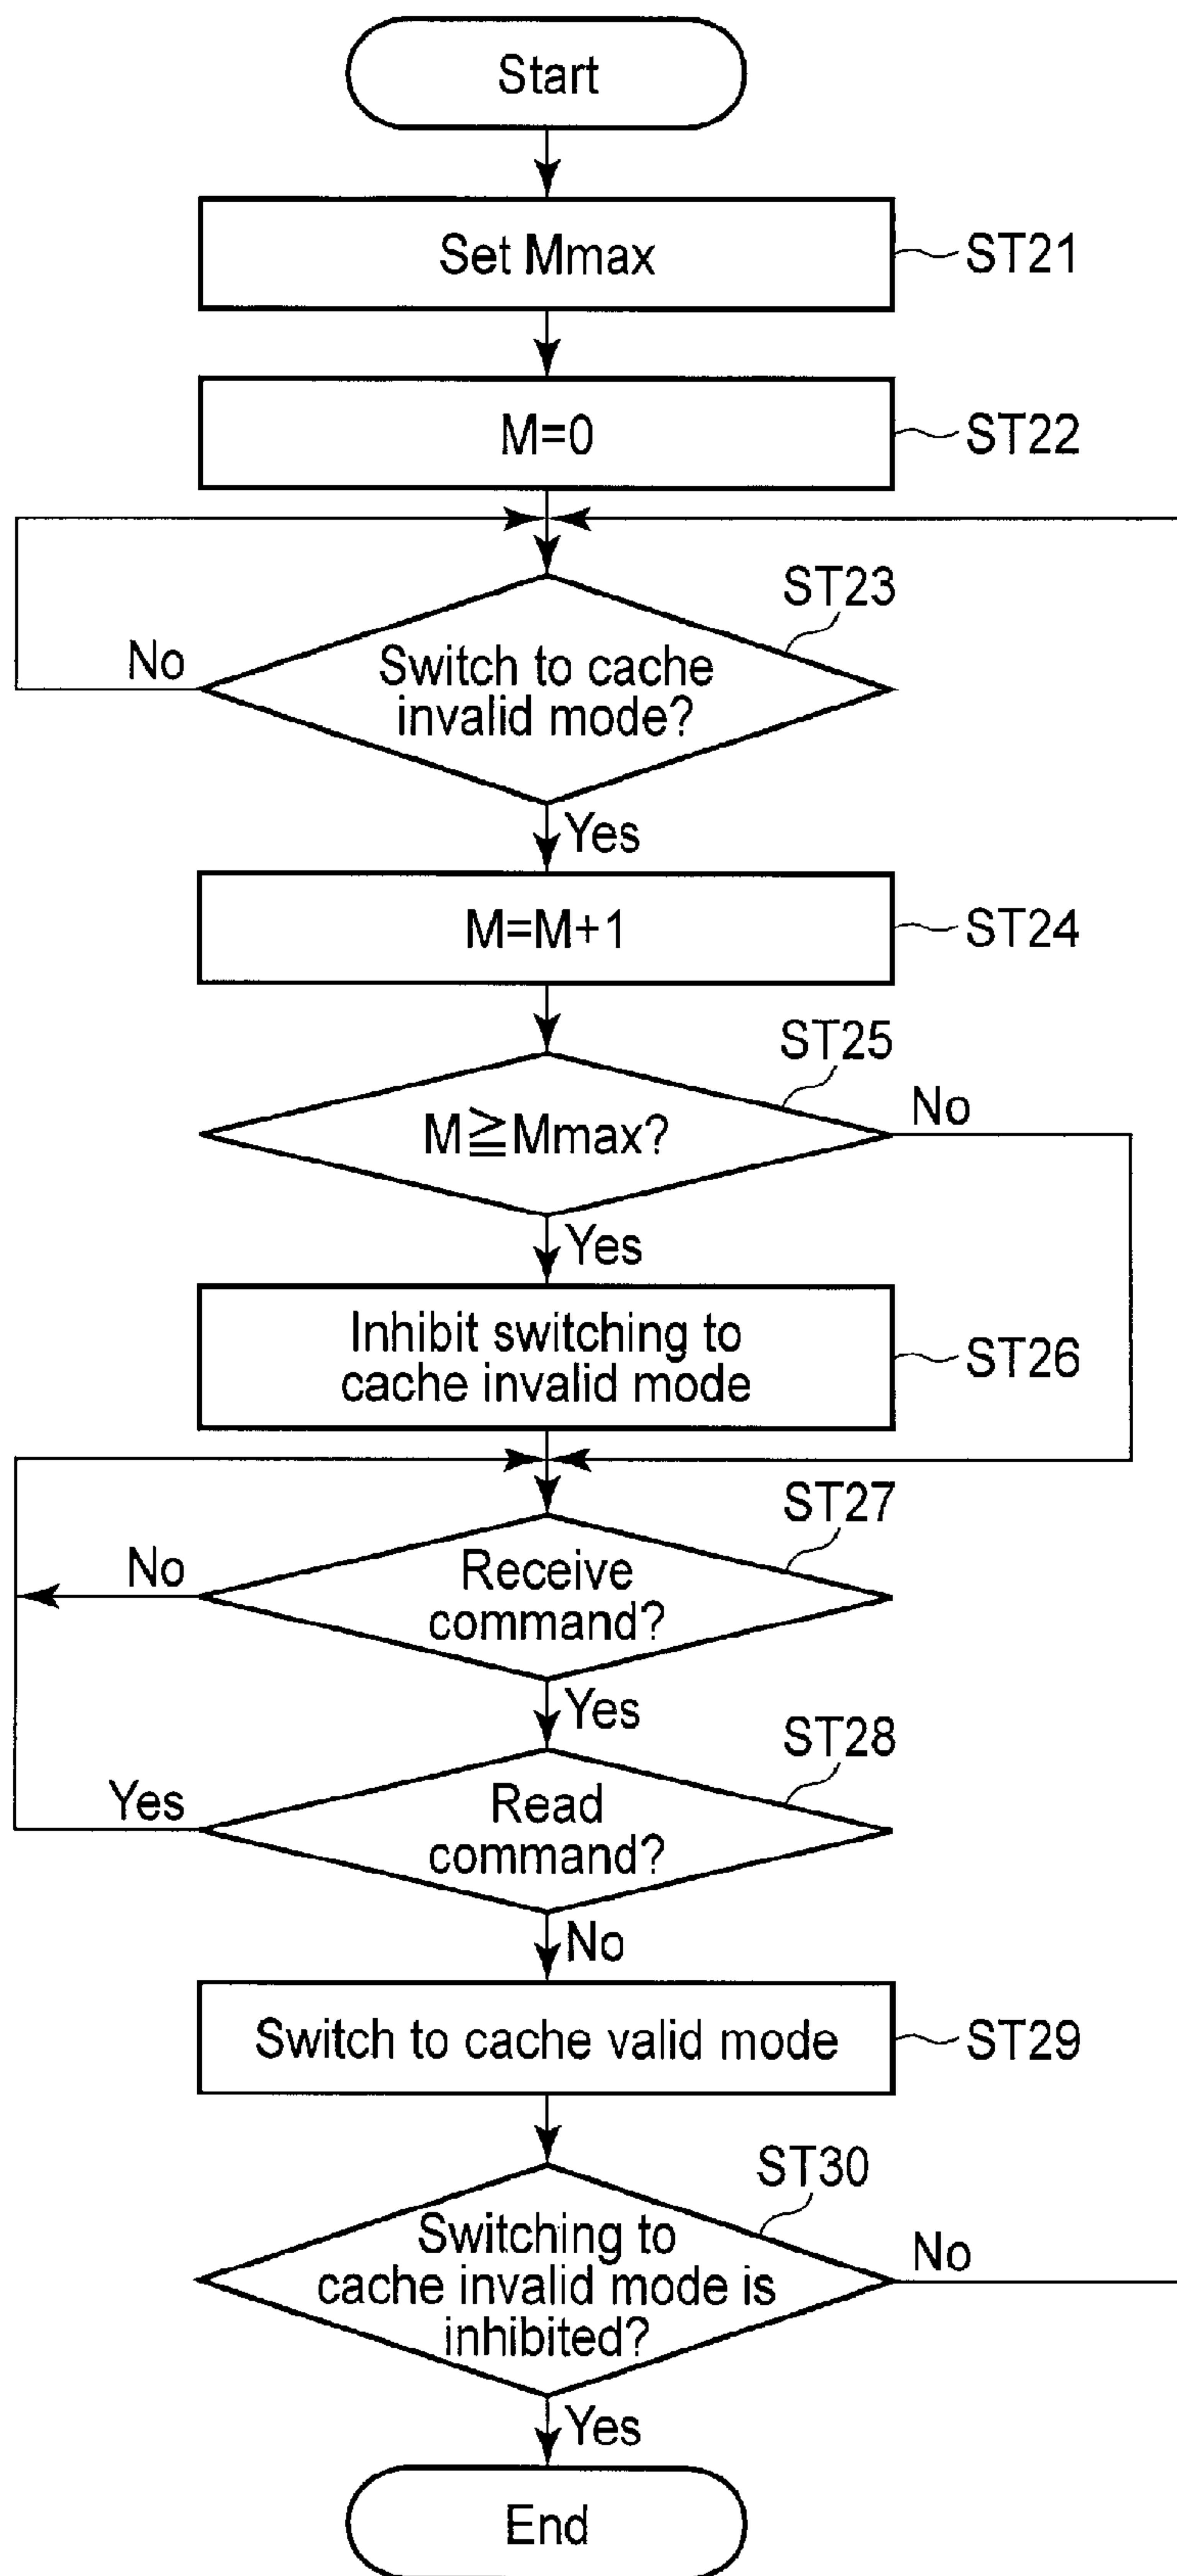 Start
Set Mmax
ST21
M=0
ST22
ST23
No
Switch to cache
invalid mode?
Yes
M=M+1
ST24
ST25
No
M≧Mmax?
Yes
Inhibit switching to
cache invalid mode
ST26
ST27
No
Receive
command?
Yes
ST28
Yes
Read
command?
No
Switch to cache valid mode
ST29
ST30
Switching to
No
cache invalid mode is
inhibited?
Yes
End